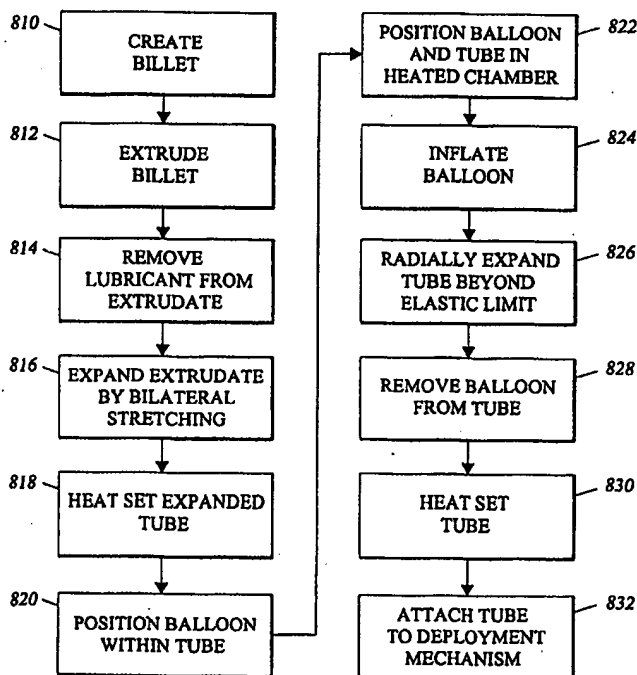 810
CREATE
BILLET
812
EXTRUDE
BILLET
814
REMOVE
LUBRICANT FROM
EXTRUDATE
816
EXPAND EXTRUDATE
BY BILATERAL
STRETCHING
818
HEAT SET EXPANDED
TUBE
820
POSITION BALLOON
WITHIN TUBE
822
POSITION BALLOON
AND TUBE IN
HEATED CHAMBER
824
INFLATE
BALLOON
826
RADIALLY EXPAND
TUBE BEYOND
ELASTIC LIMIT
828
REMOVE BALLOON
FROM TUBE
830
HEAT SET
TUBE
832
ATTACH TUBE
TO DEPLOYMENT
MECHANISM